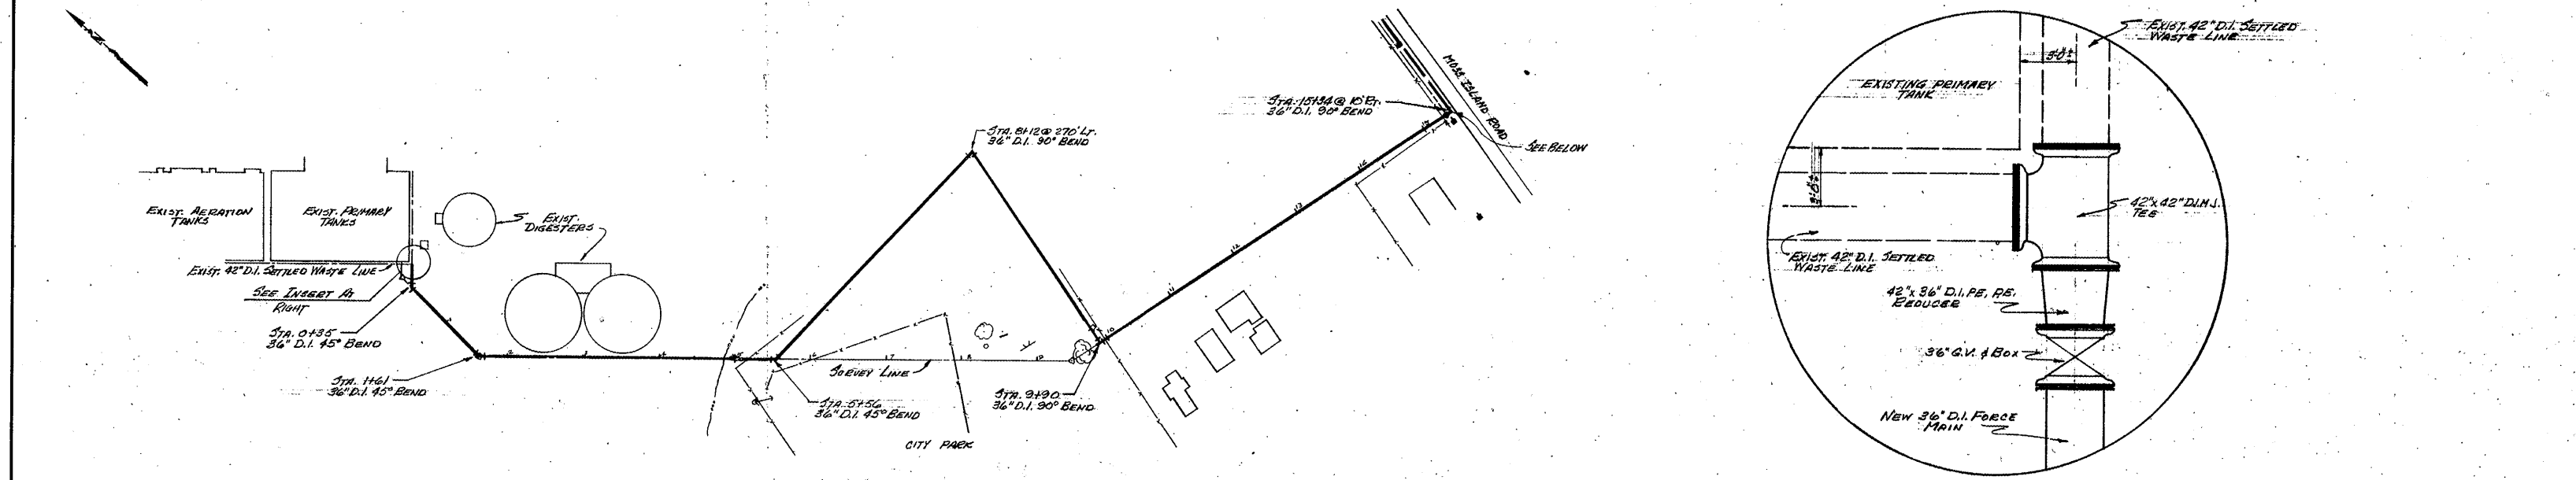 N
EXIST. AERATION
TANKS
EXIST. PRIMARY
TANKS
EXIST.
DIGESTERS
EXIST. 42" D.I. SETTLED WASTE LINE
SEE INSERT AT
RIGHT
STA. 0+35
36" D.I. 45° BEND
STA. 1+61
36" D.I. 45° BEND
STA. 5+56
36" D.I. 45° BEND
SURVEY LINE
CITY PARK
STA. 8+12@ 270' LT.
36" D.I. 90° BEND
STA. 9+90
36" D.I. 90° BEND
STA. 15+34 @ 10' RT.
36" D.I. 90° BEND
MOSS ISLAND ROAD
SEE BELOW
EXIST. 42" D.I. SETTLED
WASTE LINE
3'-0"±
EXISTING PRIMARY
TANK
3'-0"±
42"x 42" D.I.M.J.
TEE
EXIST. 42" D.I. SETTLED
WASTE LINE
42"x 36" D.I. P.E., P.E.
REDUCER
36" G.V. & BOX
NEW 36" D.I. FORCE
MAIN